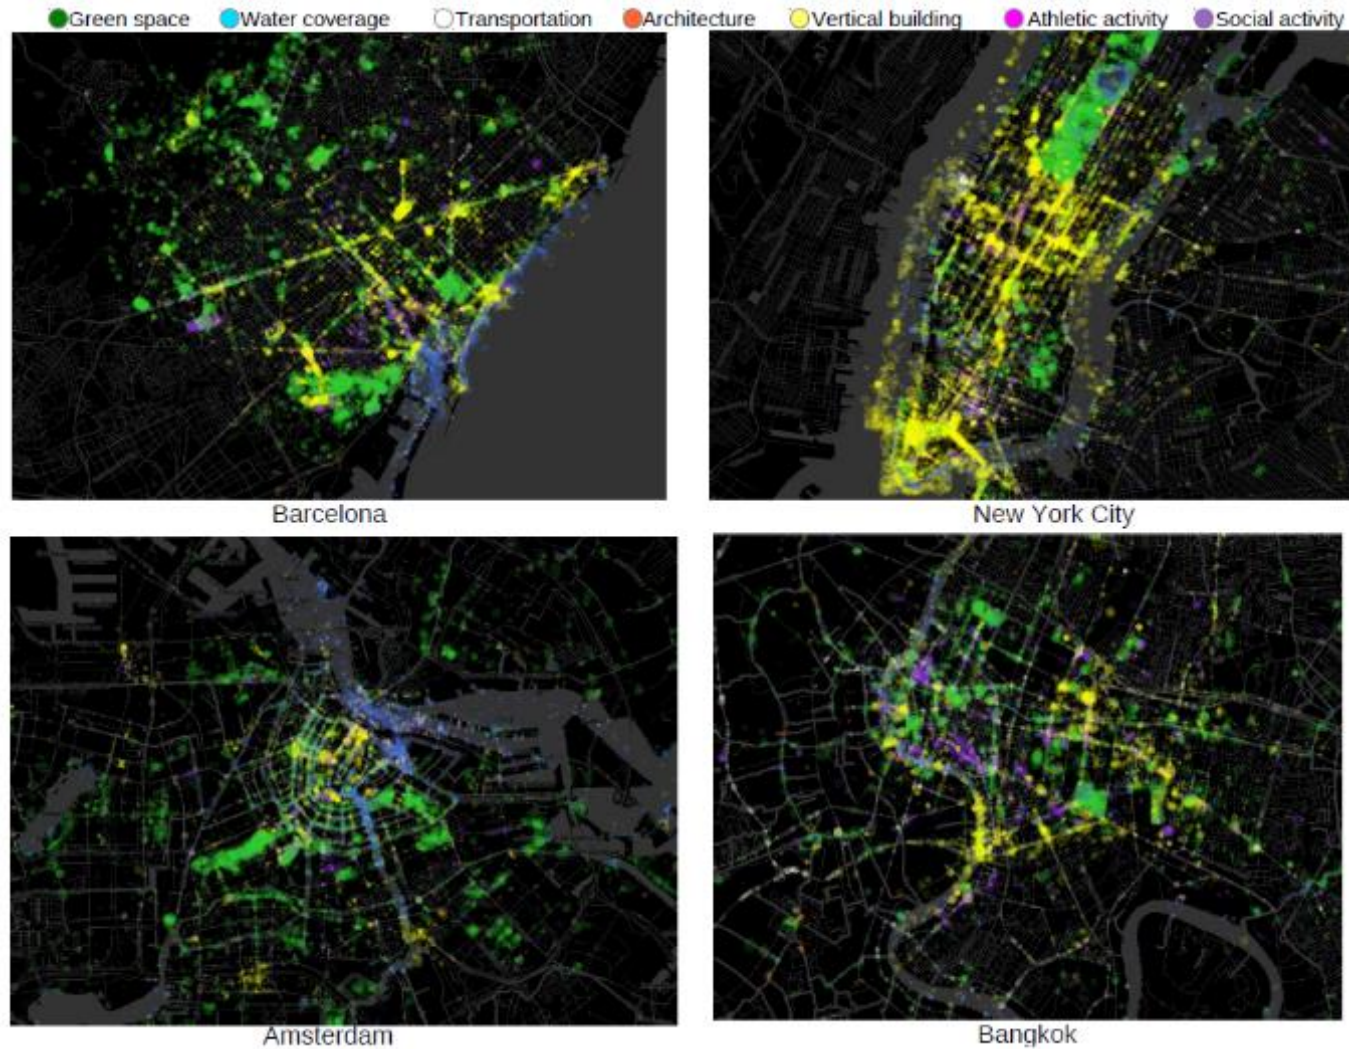 Green space Water coverage Transportation Architecture Vertical building Athletic activity Social activity
Barcelona New York City
Amsterdam Bangkok